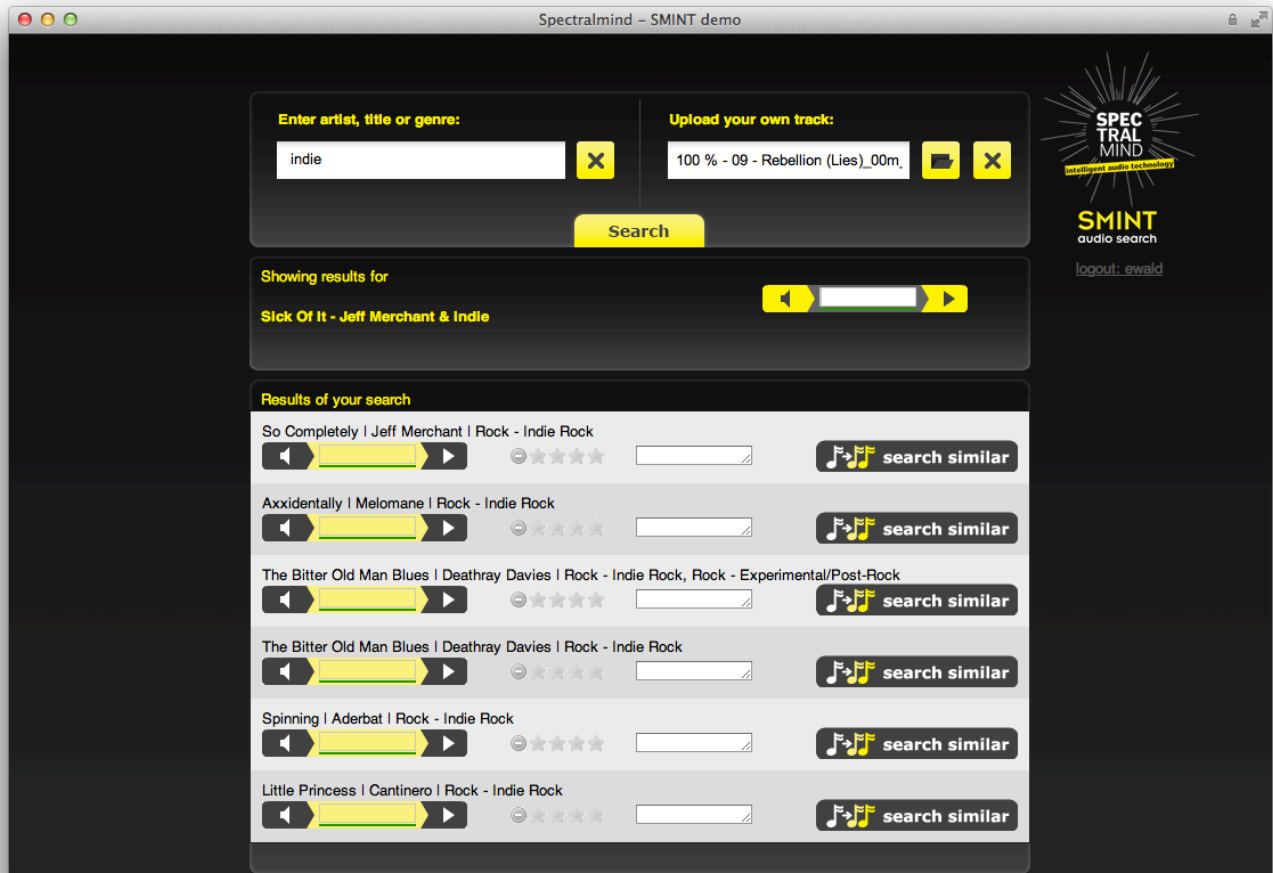 Spectralmind – SMINT demo
Enter artist, title or genre:
Upload your own track:
indie
100 % - 09 - Rebellion (Lies)_00m_
Search
SPEC
TRAL
MIND
intelligent audio technology
SMINT
audio search
logout: ewald
Showing results for
Sick Of It - Jeff Merchant & Indie
Results of your search
So Completely | Jeff Merchant | Rock - Indie Rock
search similar
Axxidentally | Melomane | Rock - Indie Rock
search similar
The Bitter Old Man Blues | Deathray Davies | Rock - Indie Rock, Rock - Experimental/Post-Rock
search similar
The Bitter Old Man Blues | Deathray Davies | Rock - Indie Rock
search similar
Spinning | Aderbat | Rock - Indie Rock
search similar
Little Princess | Cantinero | Rock - Indie Rock
search similar